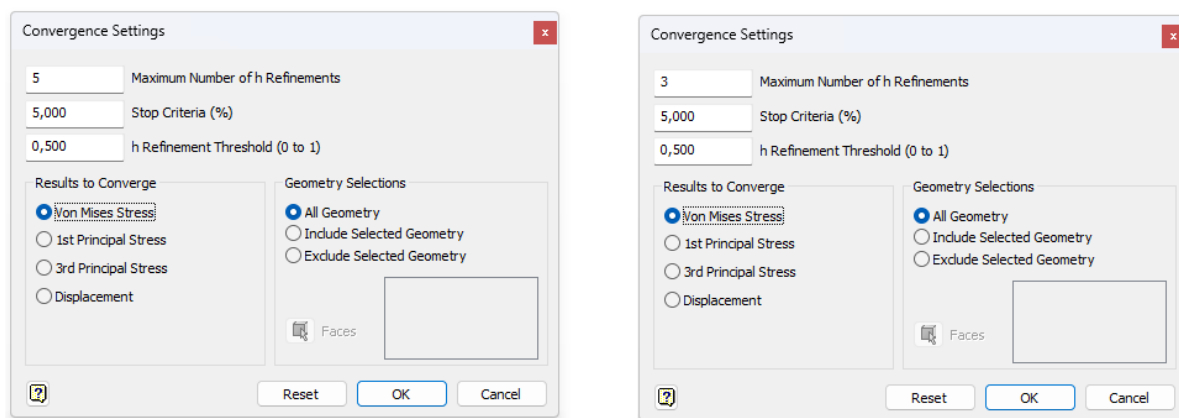 Convergence Settings
x
5
Maximum Number of h Refinements
5,000
Stop Criteria (%)
0,500
h Refinement Threshold (0 to 1)
Results to Converge
Von Mises Stress
1st Principal Stress
3rd Principal Stress
Displacement
Geometry Selections
All Geometry
Include Selected Geometry
Exclude Selected Geometry
Faces
?
Reset
OK
Cancel
Convergence Settings
x
3
Maximum Number of h Refinements
5,000
Stop Criteria (%)
0,500
h Refinement Threshold (0 to 1)
Results to Converge
Von Mises Stress
1st Principal Stress
3rd Principal Stress
Displacement
Geometry Selections
All Geometry
Include Selected Geometry
Exclude Selected Geometry
Faces
?
Reset
OK
Cancel